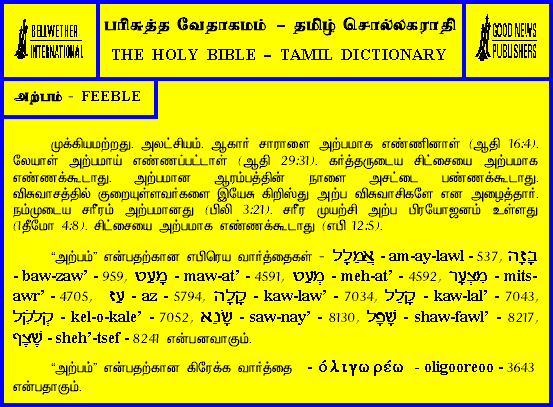 BELLWETHER
INTERNATIONAL
பரிசுத்த வேதாகமம் – தமிழ் சொல்லகராதி
THE HOLY BIBLE – TAMIL DICTIONARY
GOOD NEWS
PUBLISHERS
அற்பம் - FEEBLE
முக்கியமற்றது. அலட்சியம். ஆகார் சாராளை அற்பமாக எண்ணினாள் (ஆதி 16:4).
லேயாள் அற்பமாய் எண்ணப்பட்டாள் (ஆதி 29:31). கர்த்தருடைய சிட்சையை அற்பமாக
எண்ணக்கூடாது. அற்பமான ஆரம்பத்தின் நாளை அசட்டை பண்ணக்கூடாது.
விசுவாசத்தில் குறையுள்ளவர்களை இயேசு கிறிஸ்து அற்ப விசுவாசிகளே என அழைத்தார்.
நம்முடைய சரீரம் அற்பமானது (பிலி 3:21). சரீர முயற்சி அற்ப பிரயோஜனம் உள்ளது
(1தீமோ 4:8). சிட்சையை அற்பமாக எண்ணக்கூடாது (எபி 12:5).
“அற்பம்” என்பதற்கான எபிரெய வார்த்தைகள் - אֲמֵלָל - am-ay-lawl - 537, בָּזָה
- baw-zaw’ - 959, מָעַט - maw-at’ - 4591, מְעַט - meh-at’ - 4592, מִצְעָר - mits-
awr’ - 4705, עַז - az - 5794, קָלָה - kaw-law’ - 7034, קָלַל - kaw-lal’ - 7043,
קְלֹקֵל - kel-o-kale’ - 7052, שָׂנֵא - saw-nay’ - 8130, שָׁפָל - shaw-fawl’ - 8217,
שֶׁצֶף - sheh’-tsef - 8241 என்பனவாகும்.
“அற்பம்” என்பதற்கான கிரேக்க வார்த்தை - όλιγωρέω - oligooreoo - 3643
என்பதாகும்.